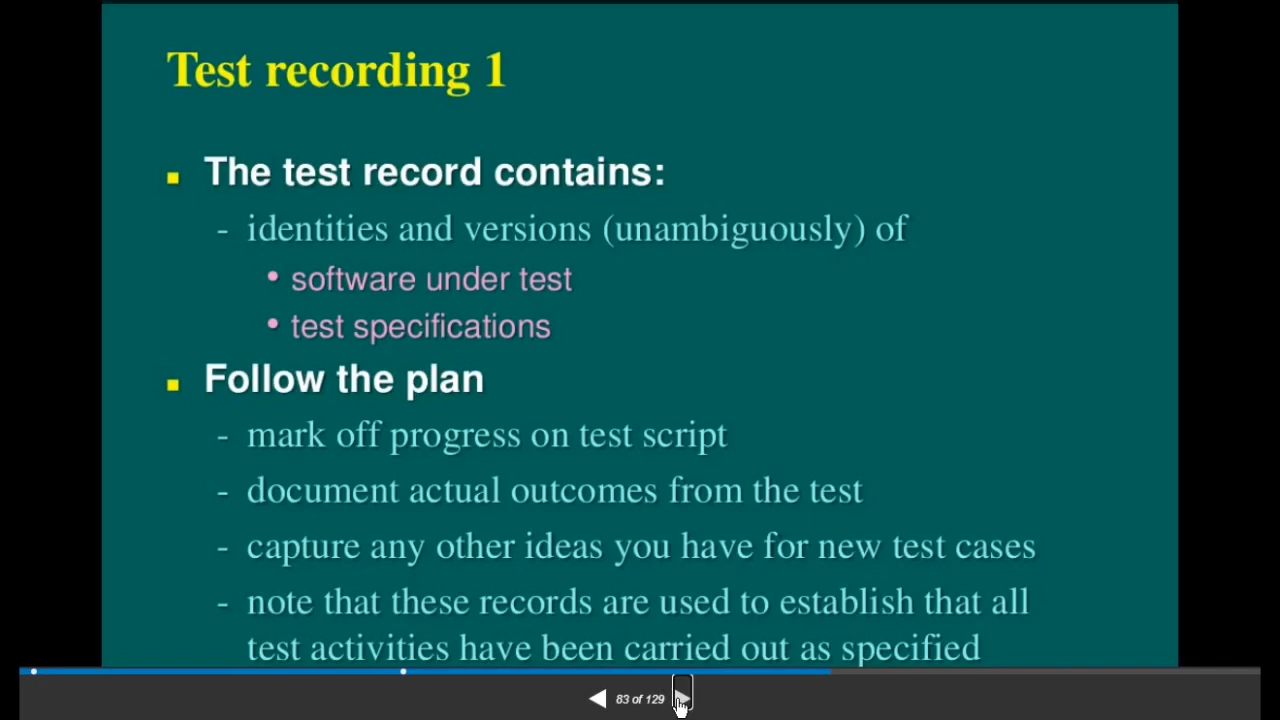 Test recording 1
The test record contains:
- identities and versions (unambiguously) of
• software under test
• test specifications
Follow the plan
- mark off progress on test script
- document actual outcomes from the test
- capture any other ideas you have for new test cases
- note that these records are used to establish that all
test activities have been carried out as specified
83 of 129